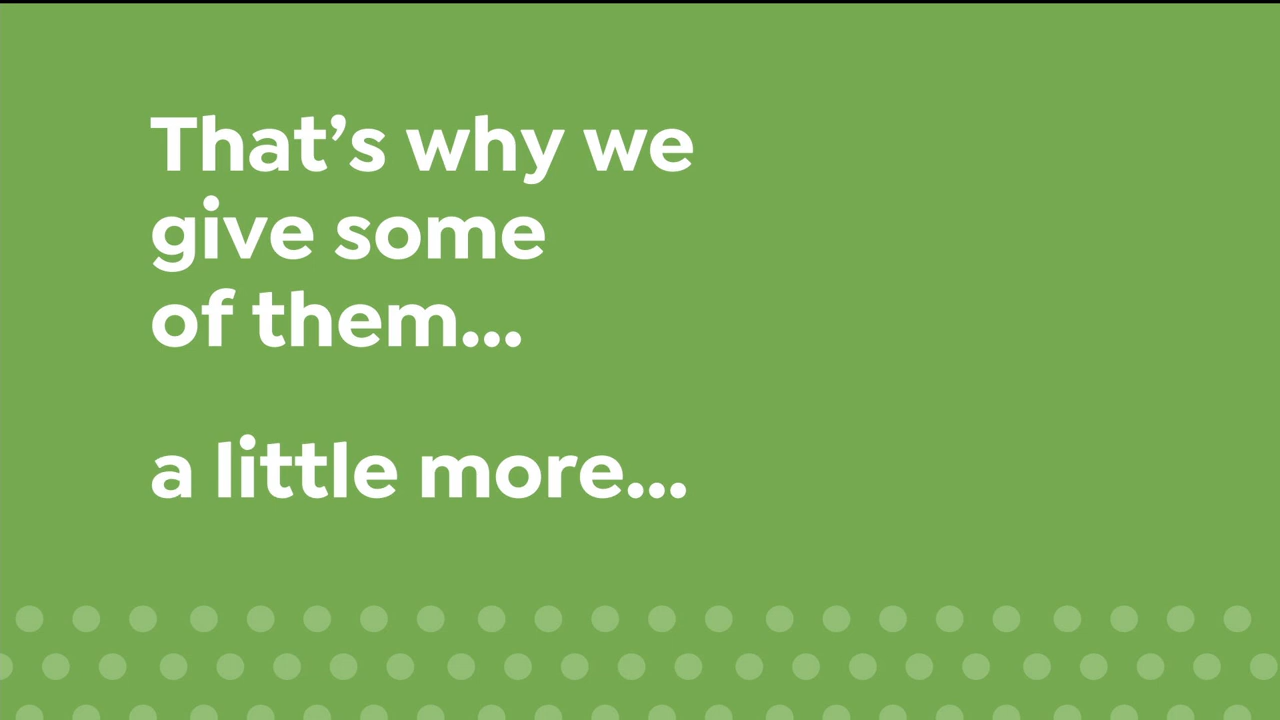 That’s why we
give some
of them...
a little more...